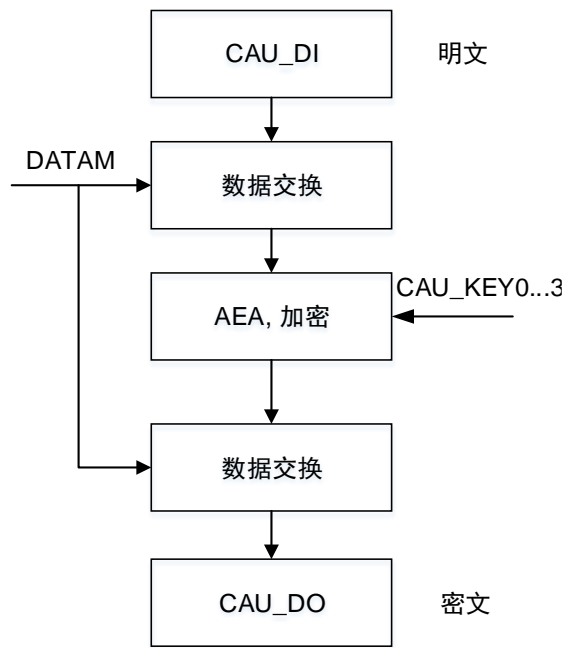 CAU_DI
明文
DATAM
数据交换
CAU_KEY0...3
AEA, 加密
数据交换
CAU_DO
密文